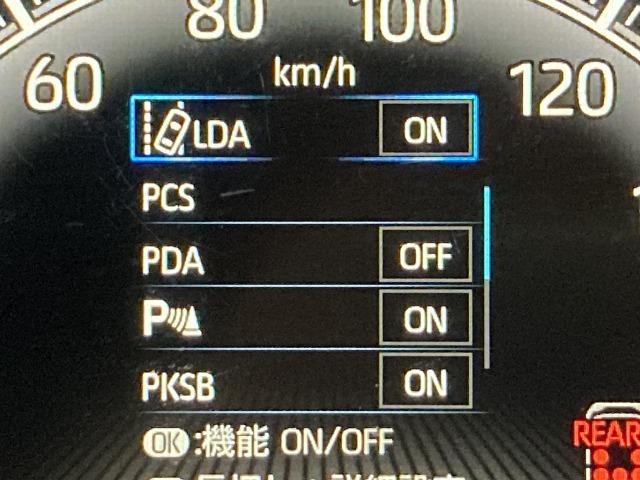 80 100
60 km/h 120
LDA ON
PCS
PDA OFF
P ON
PKSB ON
OK :機能 ON/OFF
REAR